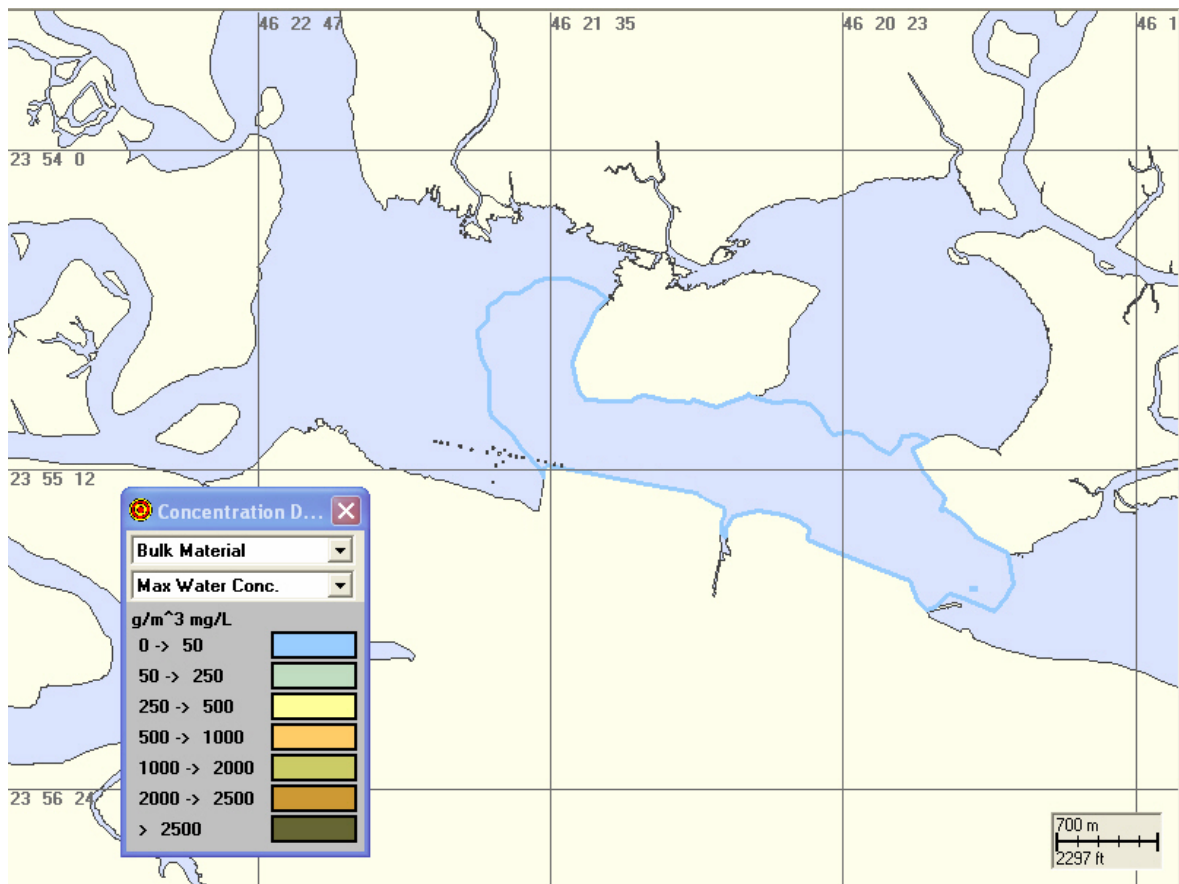 46 22 47
46 21 35
46 20 23
46 1
23 54 0
23 55 12
Concentration D...
Bulk Material
Max Water Conc.
g/m^3 mg/L
0 -> 50
50 -> 250
250 -> 500
500 -> 1000
1000 -> 2000
2000 -> 2500
> 2500
23 56 24
700 m
2297 ft